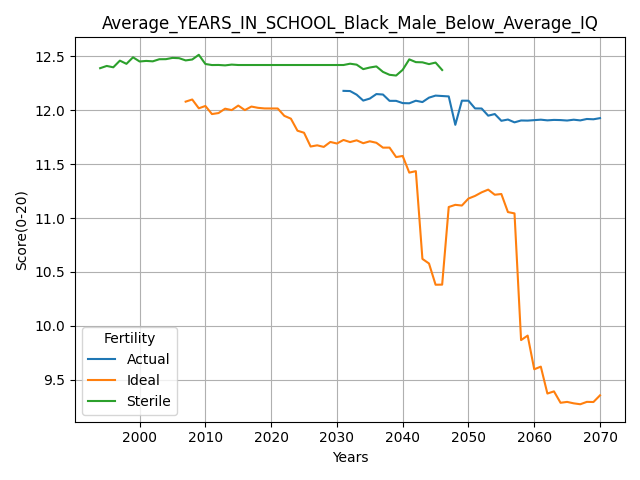 Average_YEARS_IN_SCHOOL_Black_Male_Below_Average_IQ
Score(0-20)
12.5
12.0
11.5
11.0
10.5
10.0
9.5
Fertility
Actual
Ideal
Sterile
2000 2010 2020 2030 2040 2050 2060 2070
Years